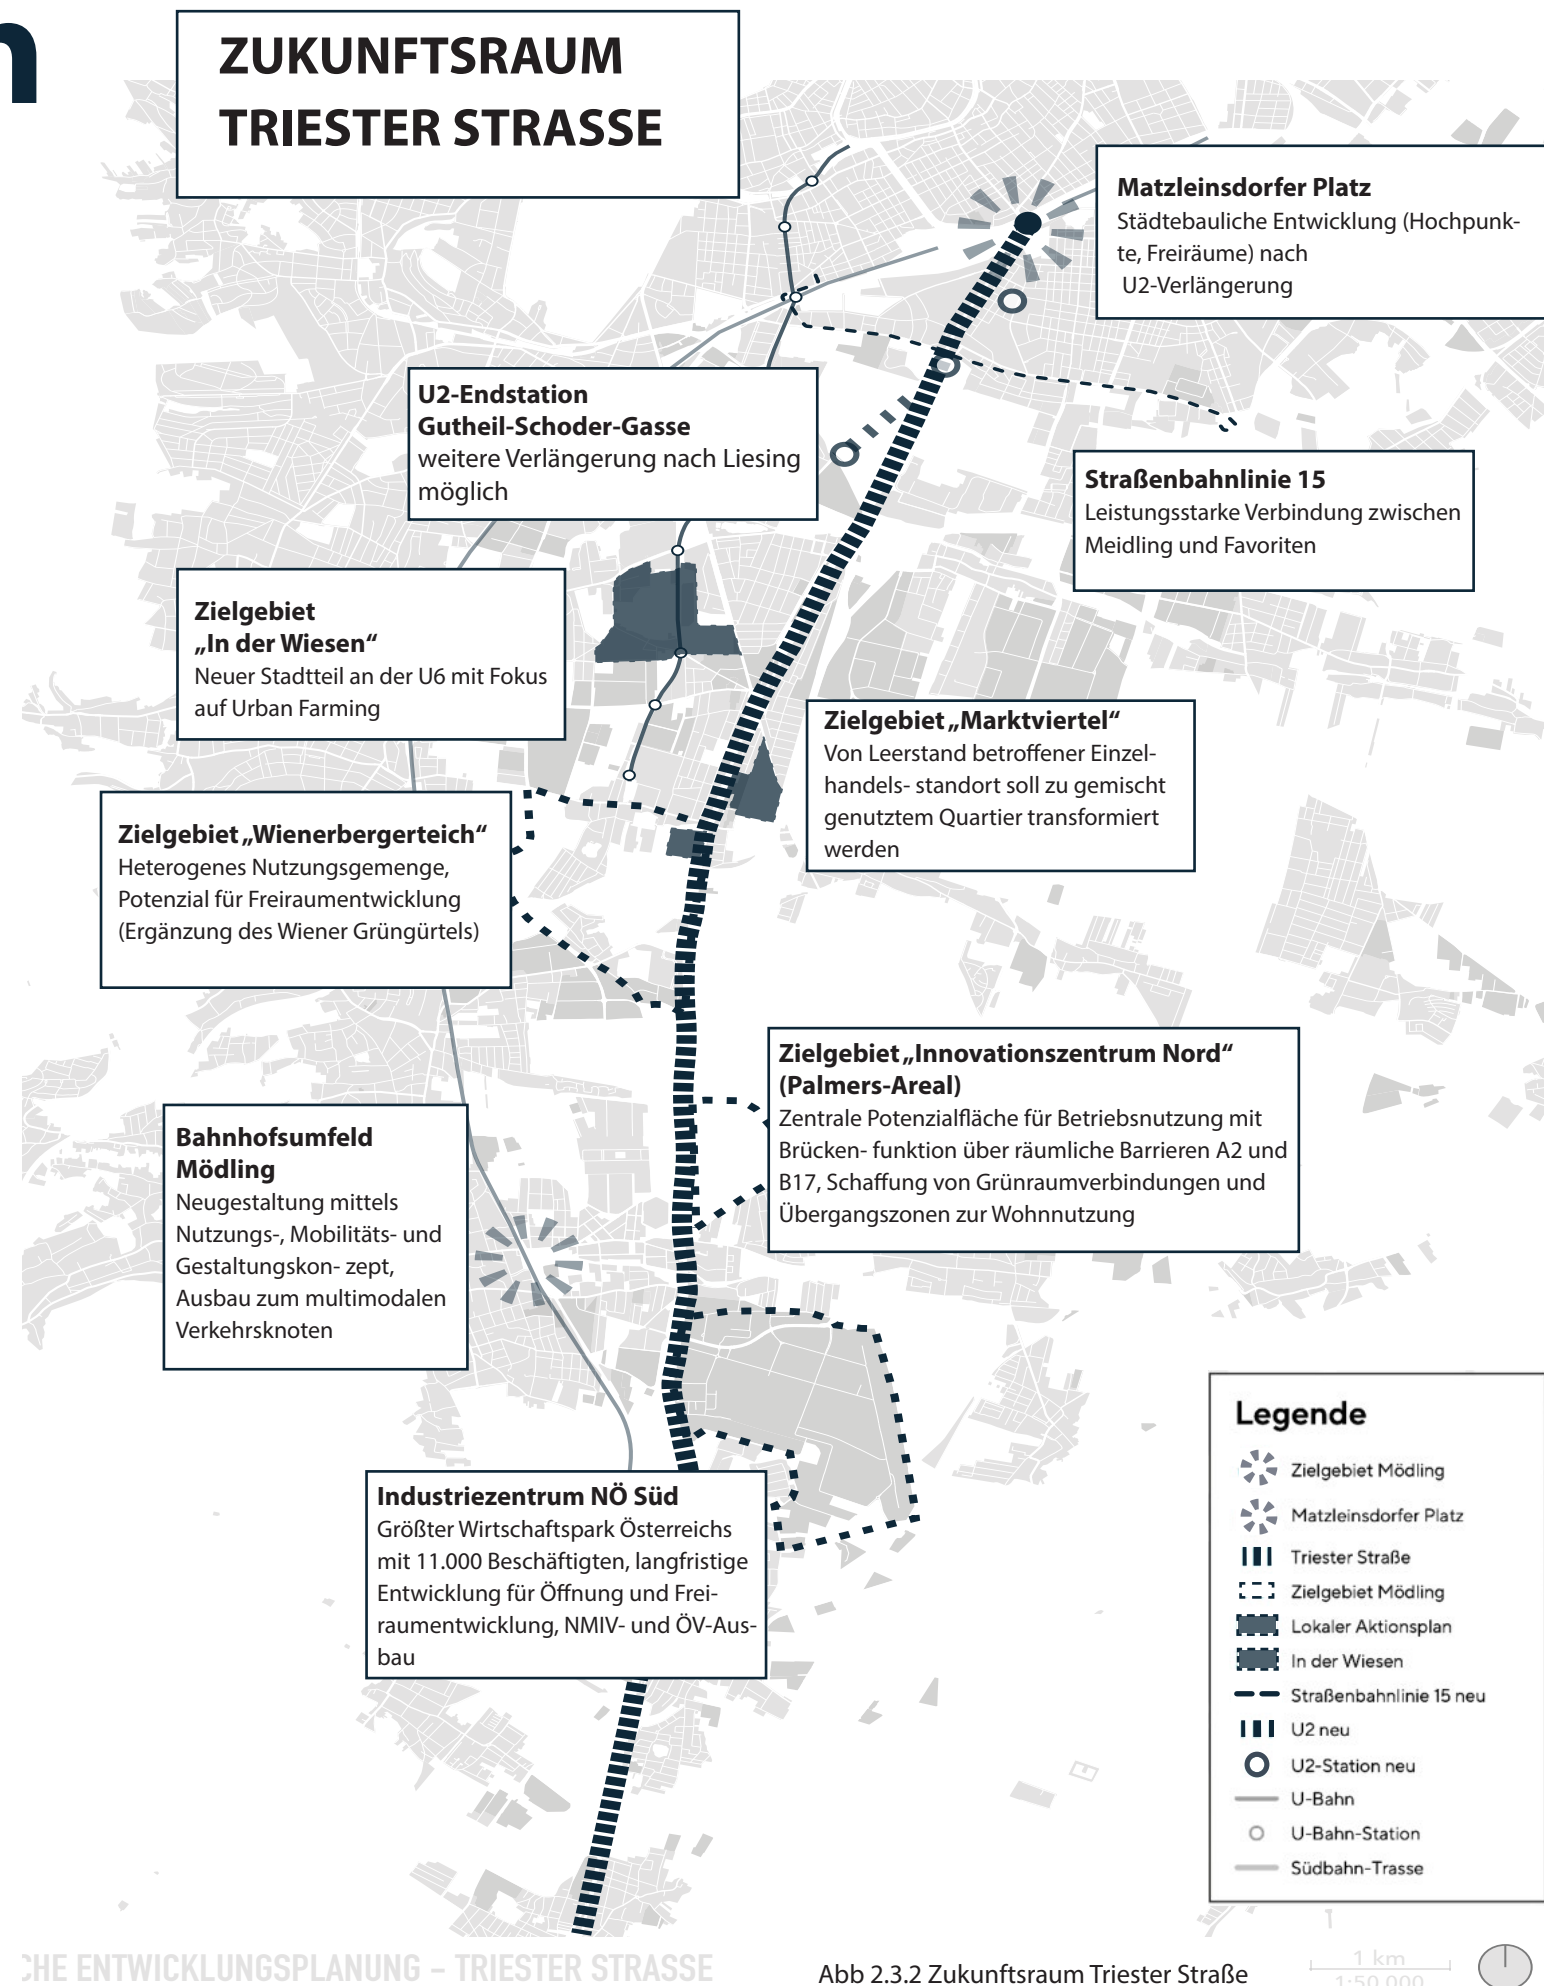 n
ZUKUNFTSRAUM
TRIESTER STRASSE
Matzleinsdorfer Platz
Städtebauliche Entwicklung (Hochpunk-
te, Freiräume) nach
U2-Verlängerung
U2-Endstation
Gutheil-Schoder-Gasse
weitere Verlängerung nach Liesing
möglich
Straßenbahnlinie 15
Leistungsstarke Verbindung zwischen
Meidling und Favoriten
Zielgebiet
„In der Wiesen“
Neuer Stadtteil an der U6 mit Fokus
auf Urban Farming
Zielgebiet „Marktviertel“
Von Leerstand betroffener Einzel-
handels- standort soll zu gemischt
genutztem Quartier transformiert
werden
Zielgebiet „Wienerbergerteich“
Heterogenes Nutzungsgemenge,
Potenzial für Freiraumentwicklung
(Ergänzung des Wiener Grüngürtels)
Zielgebiet „Innovationszentrum Nord“
(Palmers-Areal)
Zentrale Potenzialfläche für Betriebsnutzung mit
Brücken- funktion über räumliche Barrieren A2 und
B17, Schaffung von Grünraumverbindungen und
Übergangszonen zur Wohnnutzung
Bahnhofsumfeld
Mödling
Neugestaltung mittels
Nutzungs-, Mobilitäts- und
Gestaltungskon- zept,
Ausbau zum multimodalen
Verkehrsknoten
Industriezentrum NÖ Süd
Größter Wirtschaftspark Österreichs
mit 11.000 Beschäftigten, langfristige
Entwicklung für Öffnung und Frei-
raumentwicklung, NMIV- und ÖV-Aus-
bau
Legende
Zielgebiet Mödling
Matzleinsdorfer Platz
Triester Straße
Zielgebiet Mödling
Lokaler Aktionsplan
In der Wiesen
Straßenbahnlinie 15 neu
U2 neu
U2-Station neu
U-Bahn
U-Bahn-Station
Südbahn-Trasse
CHE ENTWICKLUNGSPLANUNG – TRIESTER STRASSE
Abb 2.3.2 Zukunftsraum Triester Straße
1 km
1:50.000